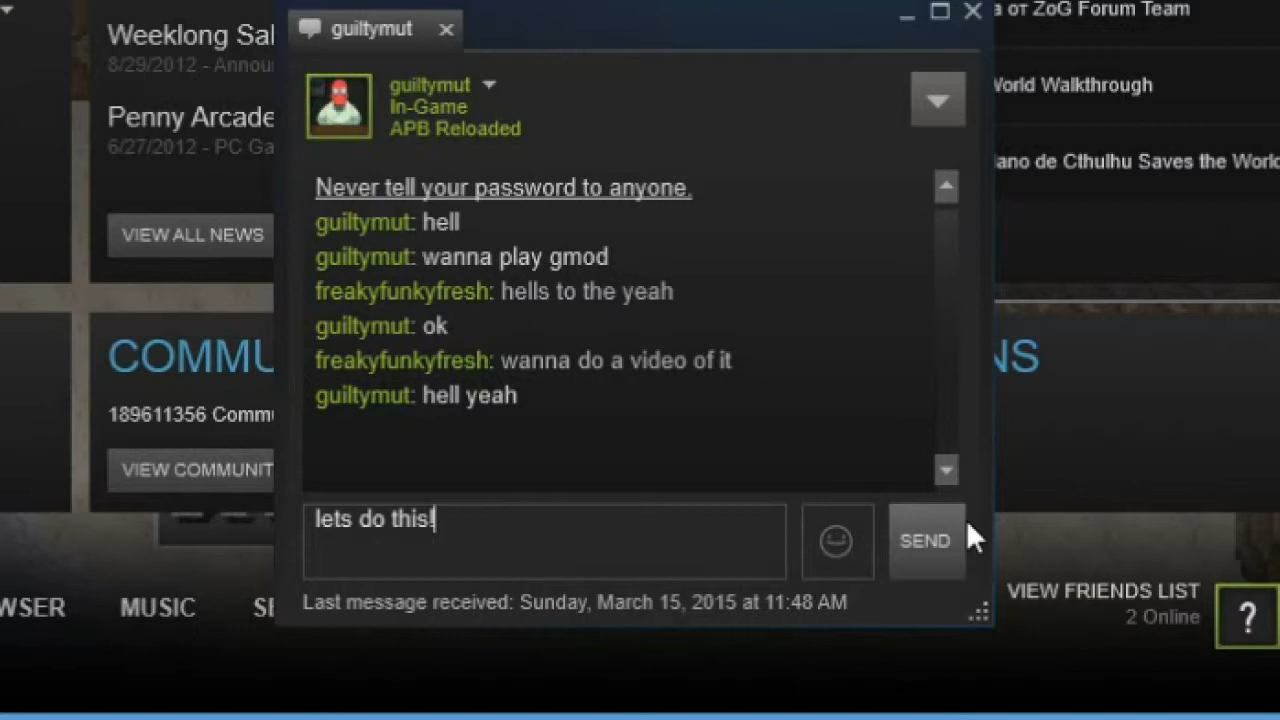 guiltymut
а от ZoG Forum Team
Weeklong Sal
8/29/2012 - Annou
guiltymut
In-Game
APB Reloaded
World Walkthrough
Penny Arcade
6/27/2012 - PC Ga
ano de Cthulhu Saves the World
Never tell your password to anyone.
guiltymut: hell
VIEW ALL NEWS
guiltymut: wanna play gmod
freakyfunkyfresh: hells to the yeah
guiltymut: ok
freakyfunkyfresh: wanna do a video of it
guiltymut: hell yeah
COMMU
NS
189611356 Commu
VIEW COMMUNIT
lets do this!
SEND
Last message received: Sunday, March 15, 2015 at 11:48 AM
WSER
MUSIC
SE
VIEW FRIENDS LIST
2 Online
?